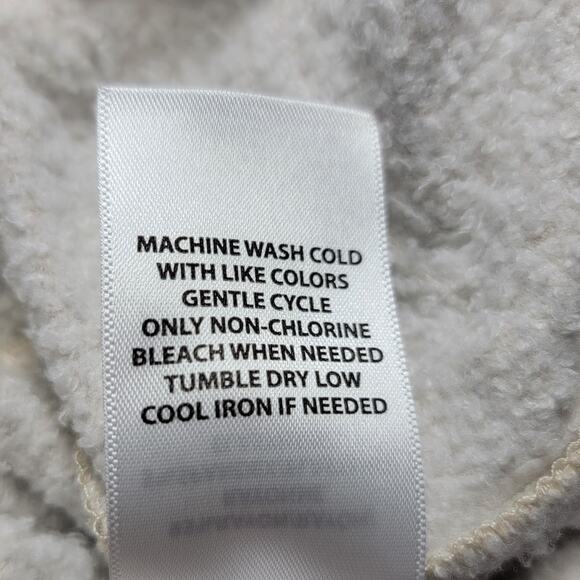 MACHINE WASH COLD
WITH LIKE COLORS
GENTLE CYCLE
ONLY NON-CHLORINE
BLEACH WHEN NEEDED
TUMBLE DRY LOW
COOL IRON IF NEEDED